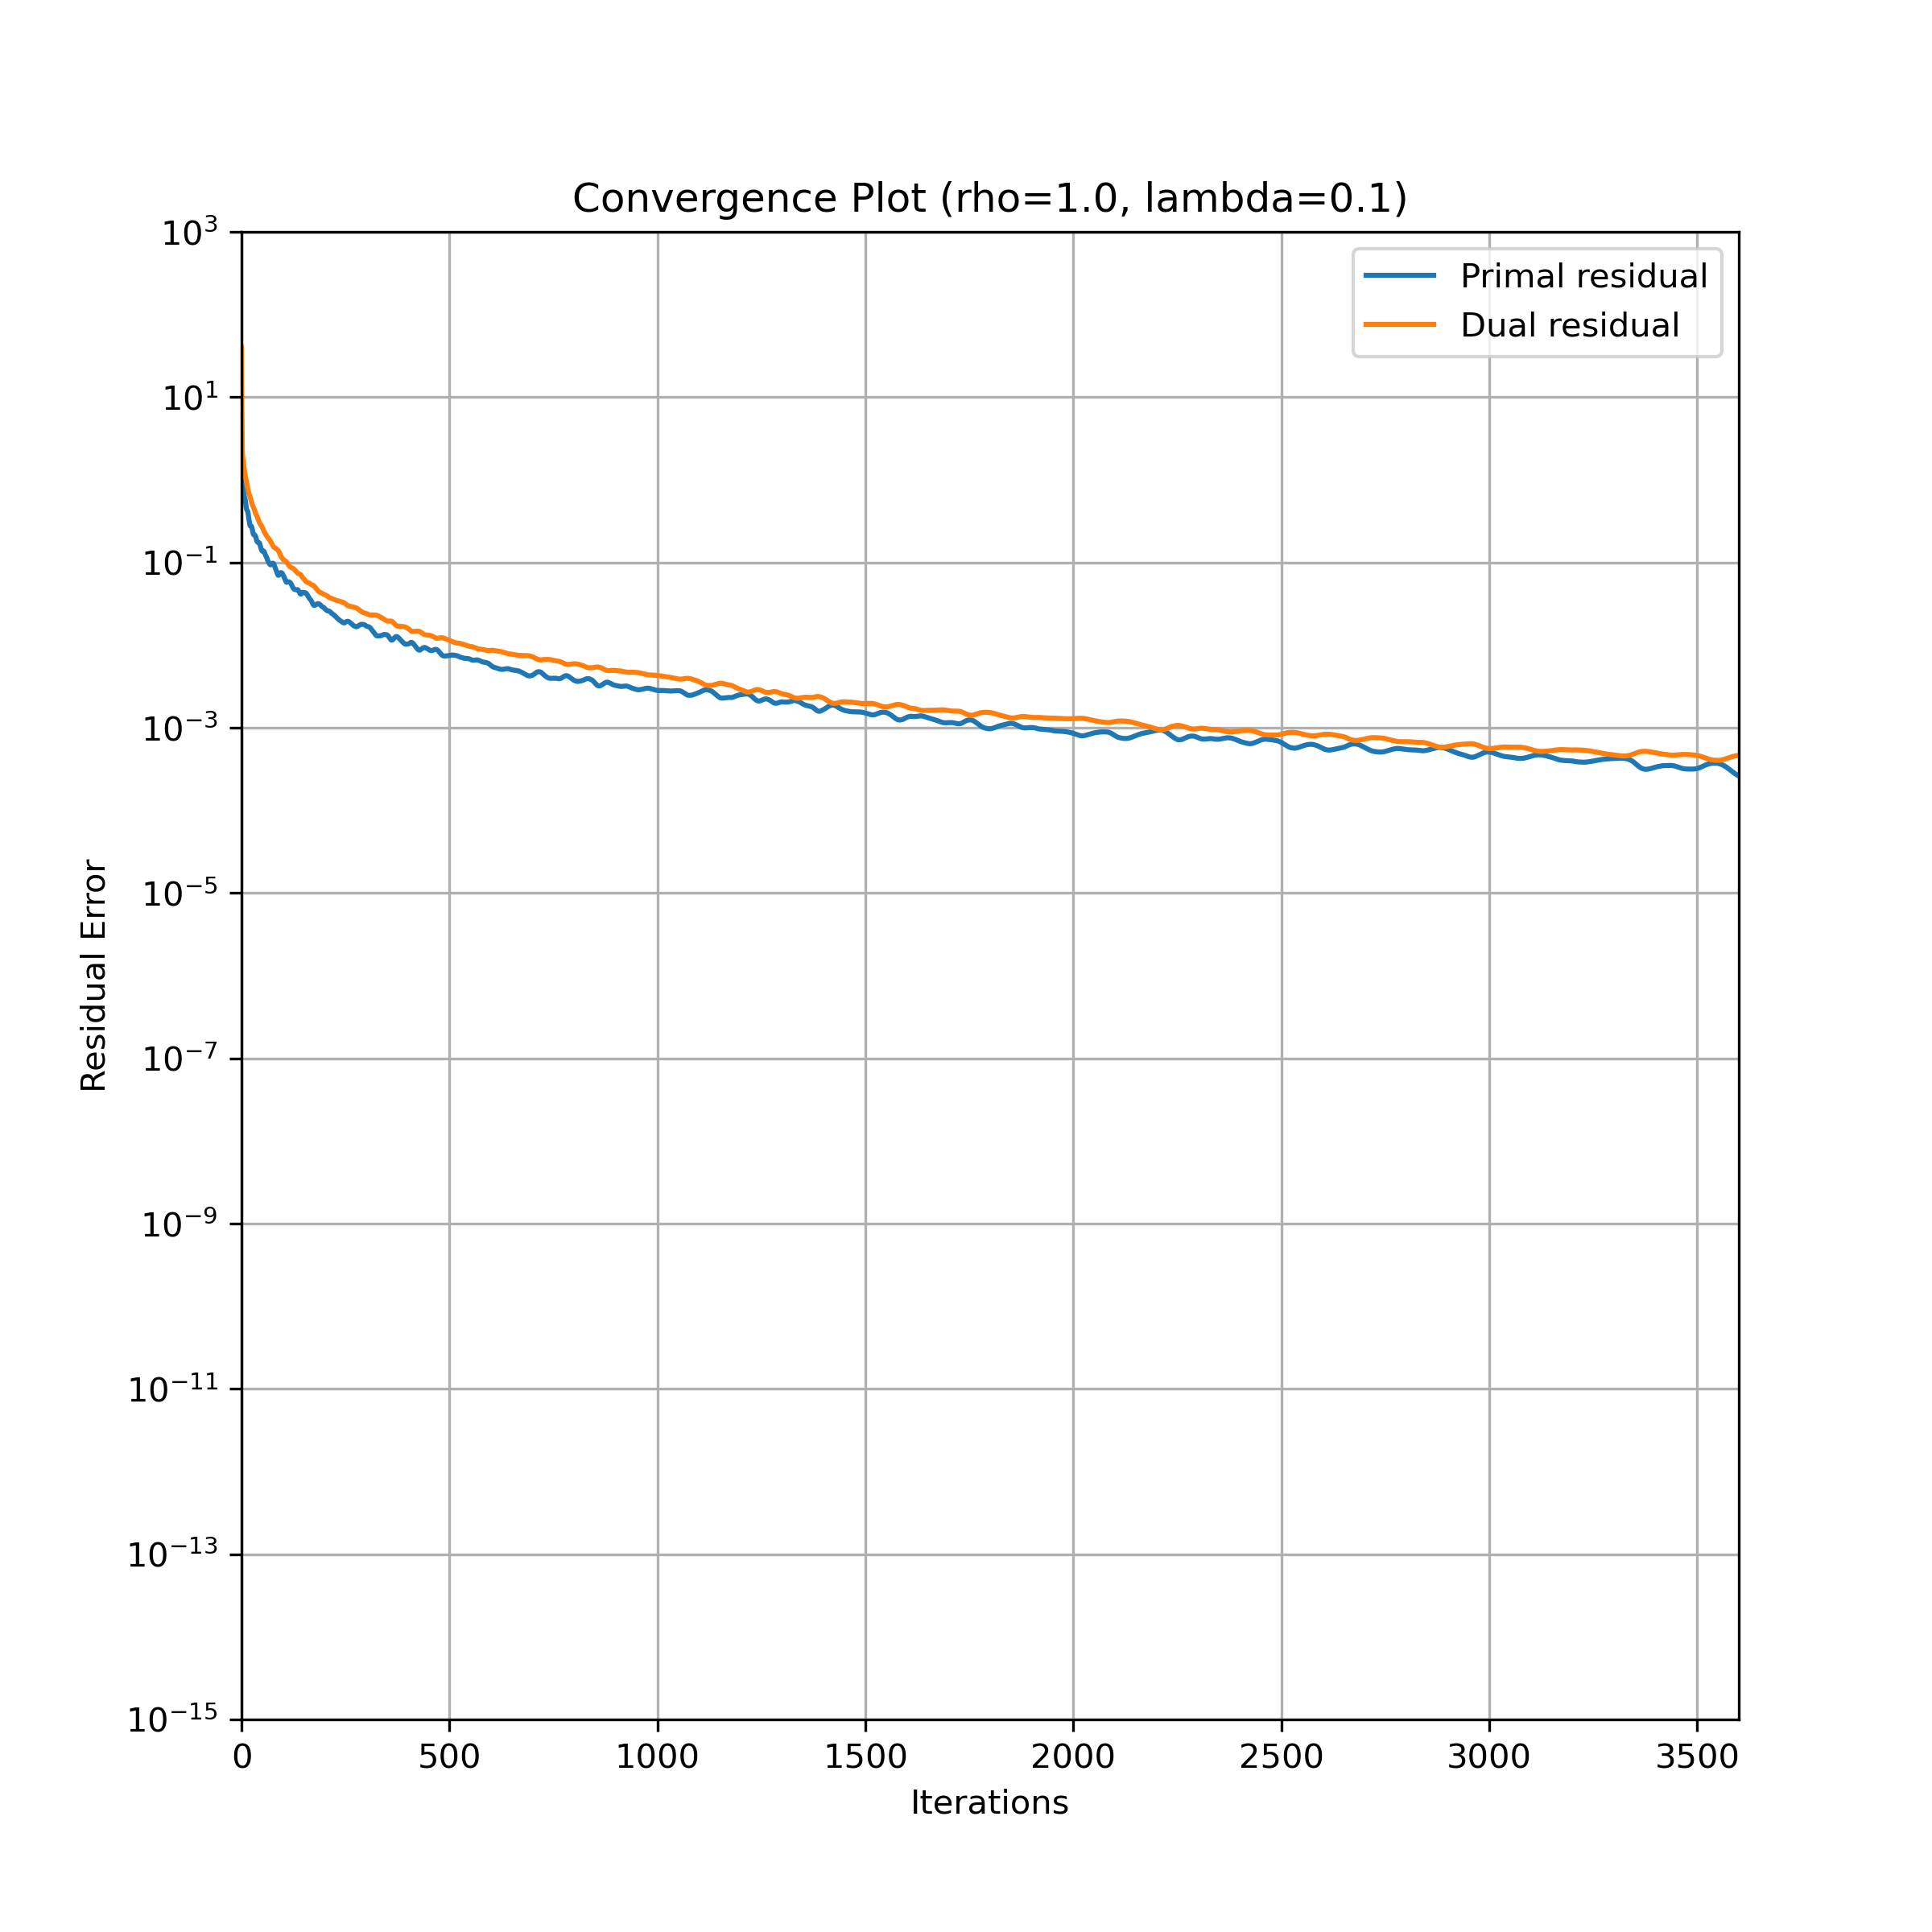 Convergence Plot (rho=1.0, lambda=0.1)
Primal residual
Dual residual
Residual Error
10³
10¹
10⁻¹
10⁻³
10⁻⁵
10⁻⁷
10⁻⁹
10⁻¹¹
10⁻¹³
10⁻¹⁵
0 500 1000 1500 2000 2500 3000 3500
Iterations